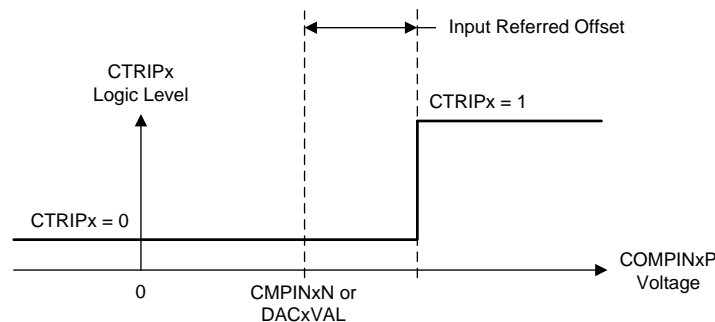 Input Referred Offset
CTRIPx
Logic Level
CTRIPx = 1
CTRIPx = 0
COMPINxP
Voltage
0
CMPINxN or
DACxVAL